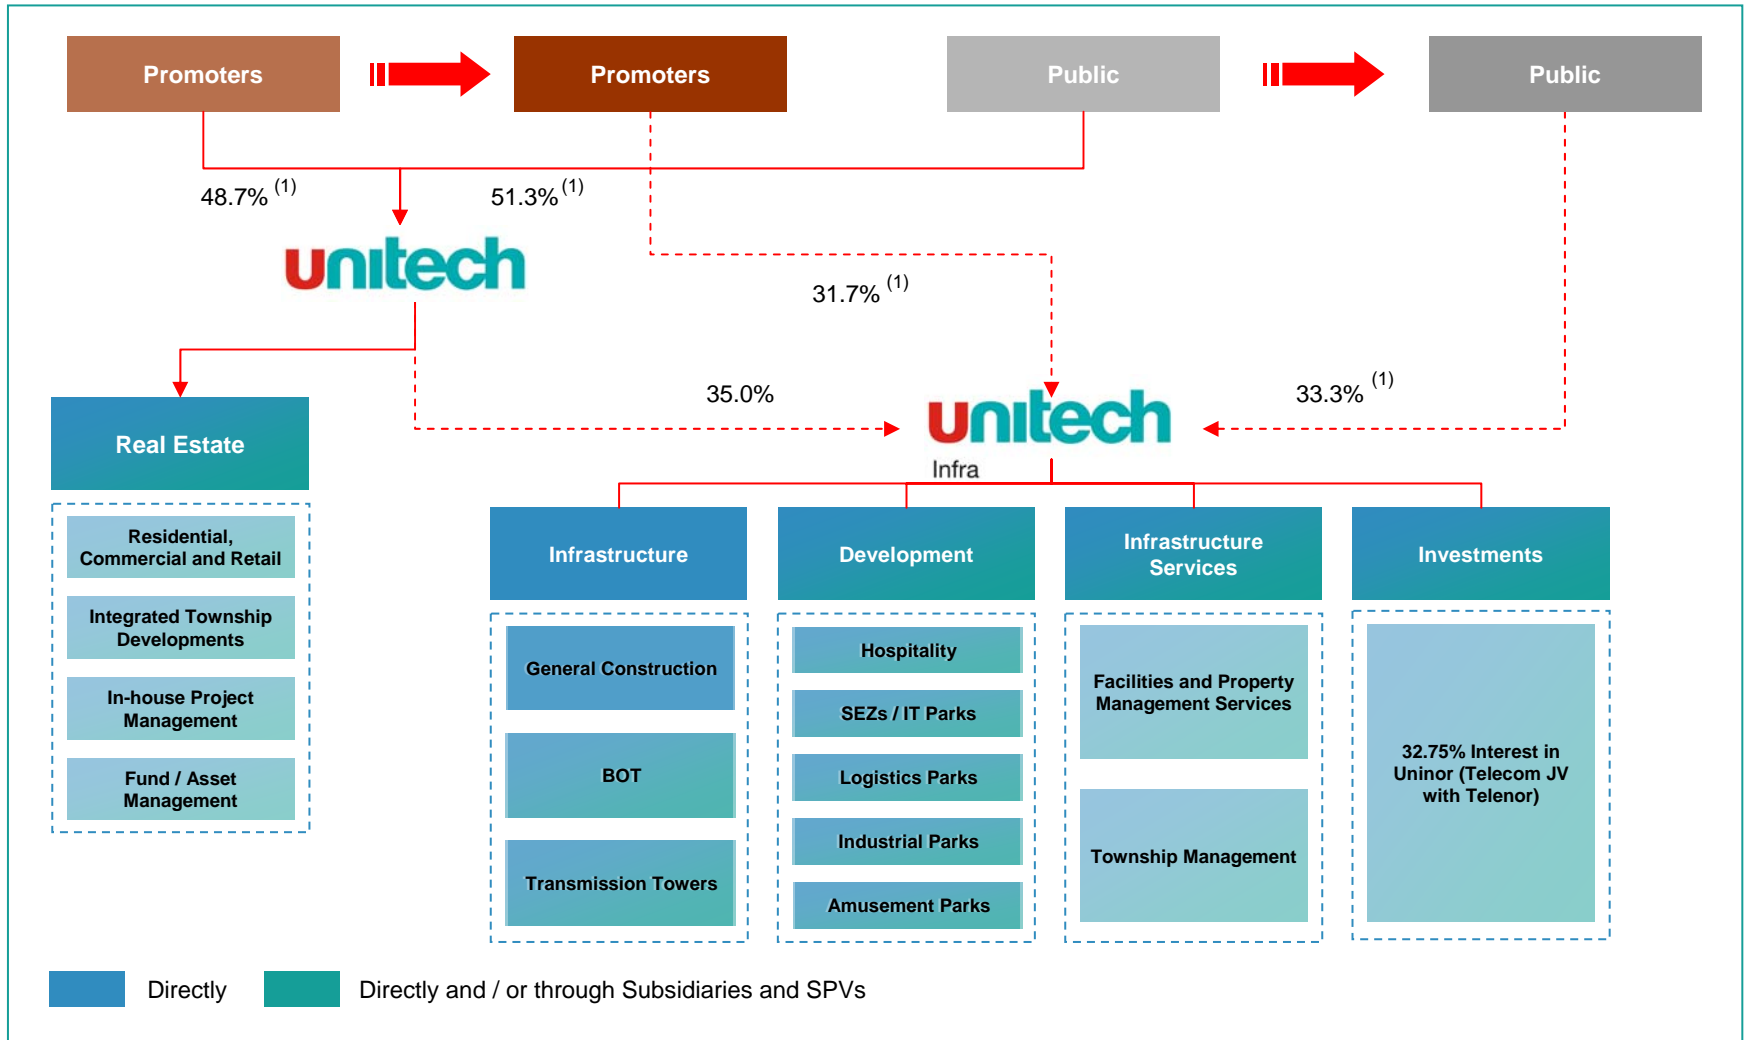 Promoters
Promoters
Public
Public
48.7% (1)
51.3% (1)
unitech
31.7% (1)
35.0%
33.3% (1)
unitech
Infra
Real Estate
Residential,
Commercial and Retail
Integrated Township
Developments
In-house Project
Management
Fund / Asset
Management
Infrastructure
General Construction
BOT
Transmission Towers
Development
Hospitality
SEZs / IT Parks
Logistics Parks
Industrial Parks
Amusement Parks
Infrastructure
Services
Facilities and Property
Management Services
Township Management
Investments
32.75% Interest in
Uninor (Telecom JV
with Telenor)
Directly
Directly and / or through Subsidiaries and SPVs